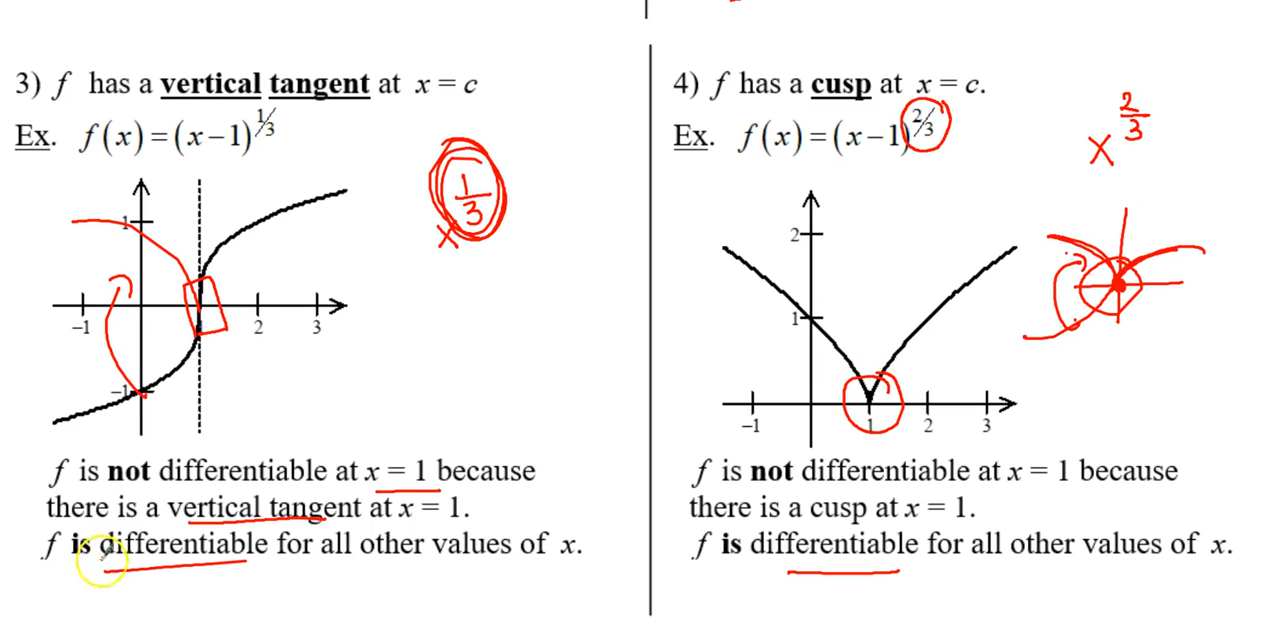 3) f has a vertical tangent at x = c
Ex. f(x) = (x−1)^⅓
x^(1/3)
1
−1
2
3
−1
f is not differentiable at x = 1 because
there is a vertical tangent at x = 1.
f is differentiable for all other values of x.
4) f has a cusp at x = c.
Ex. f(x) = (x−1)^⅔
x^(2/3)
2
1
−1
1
2
3
f is not differentiable at x = 1 because
there is a cusp at x = 1.
f is differentiable for all other values of x.